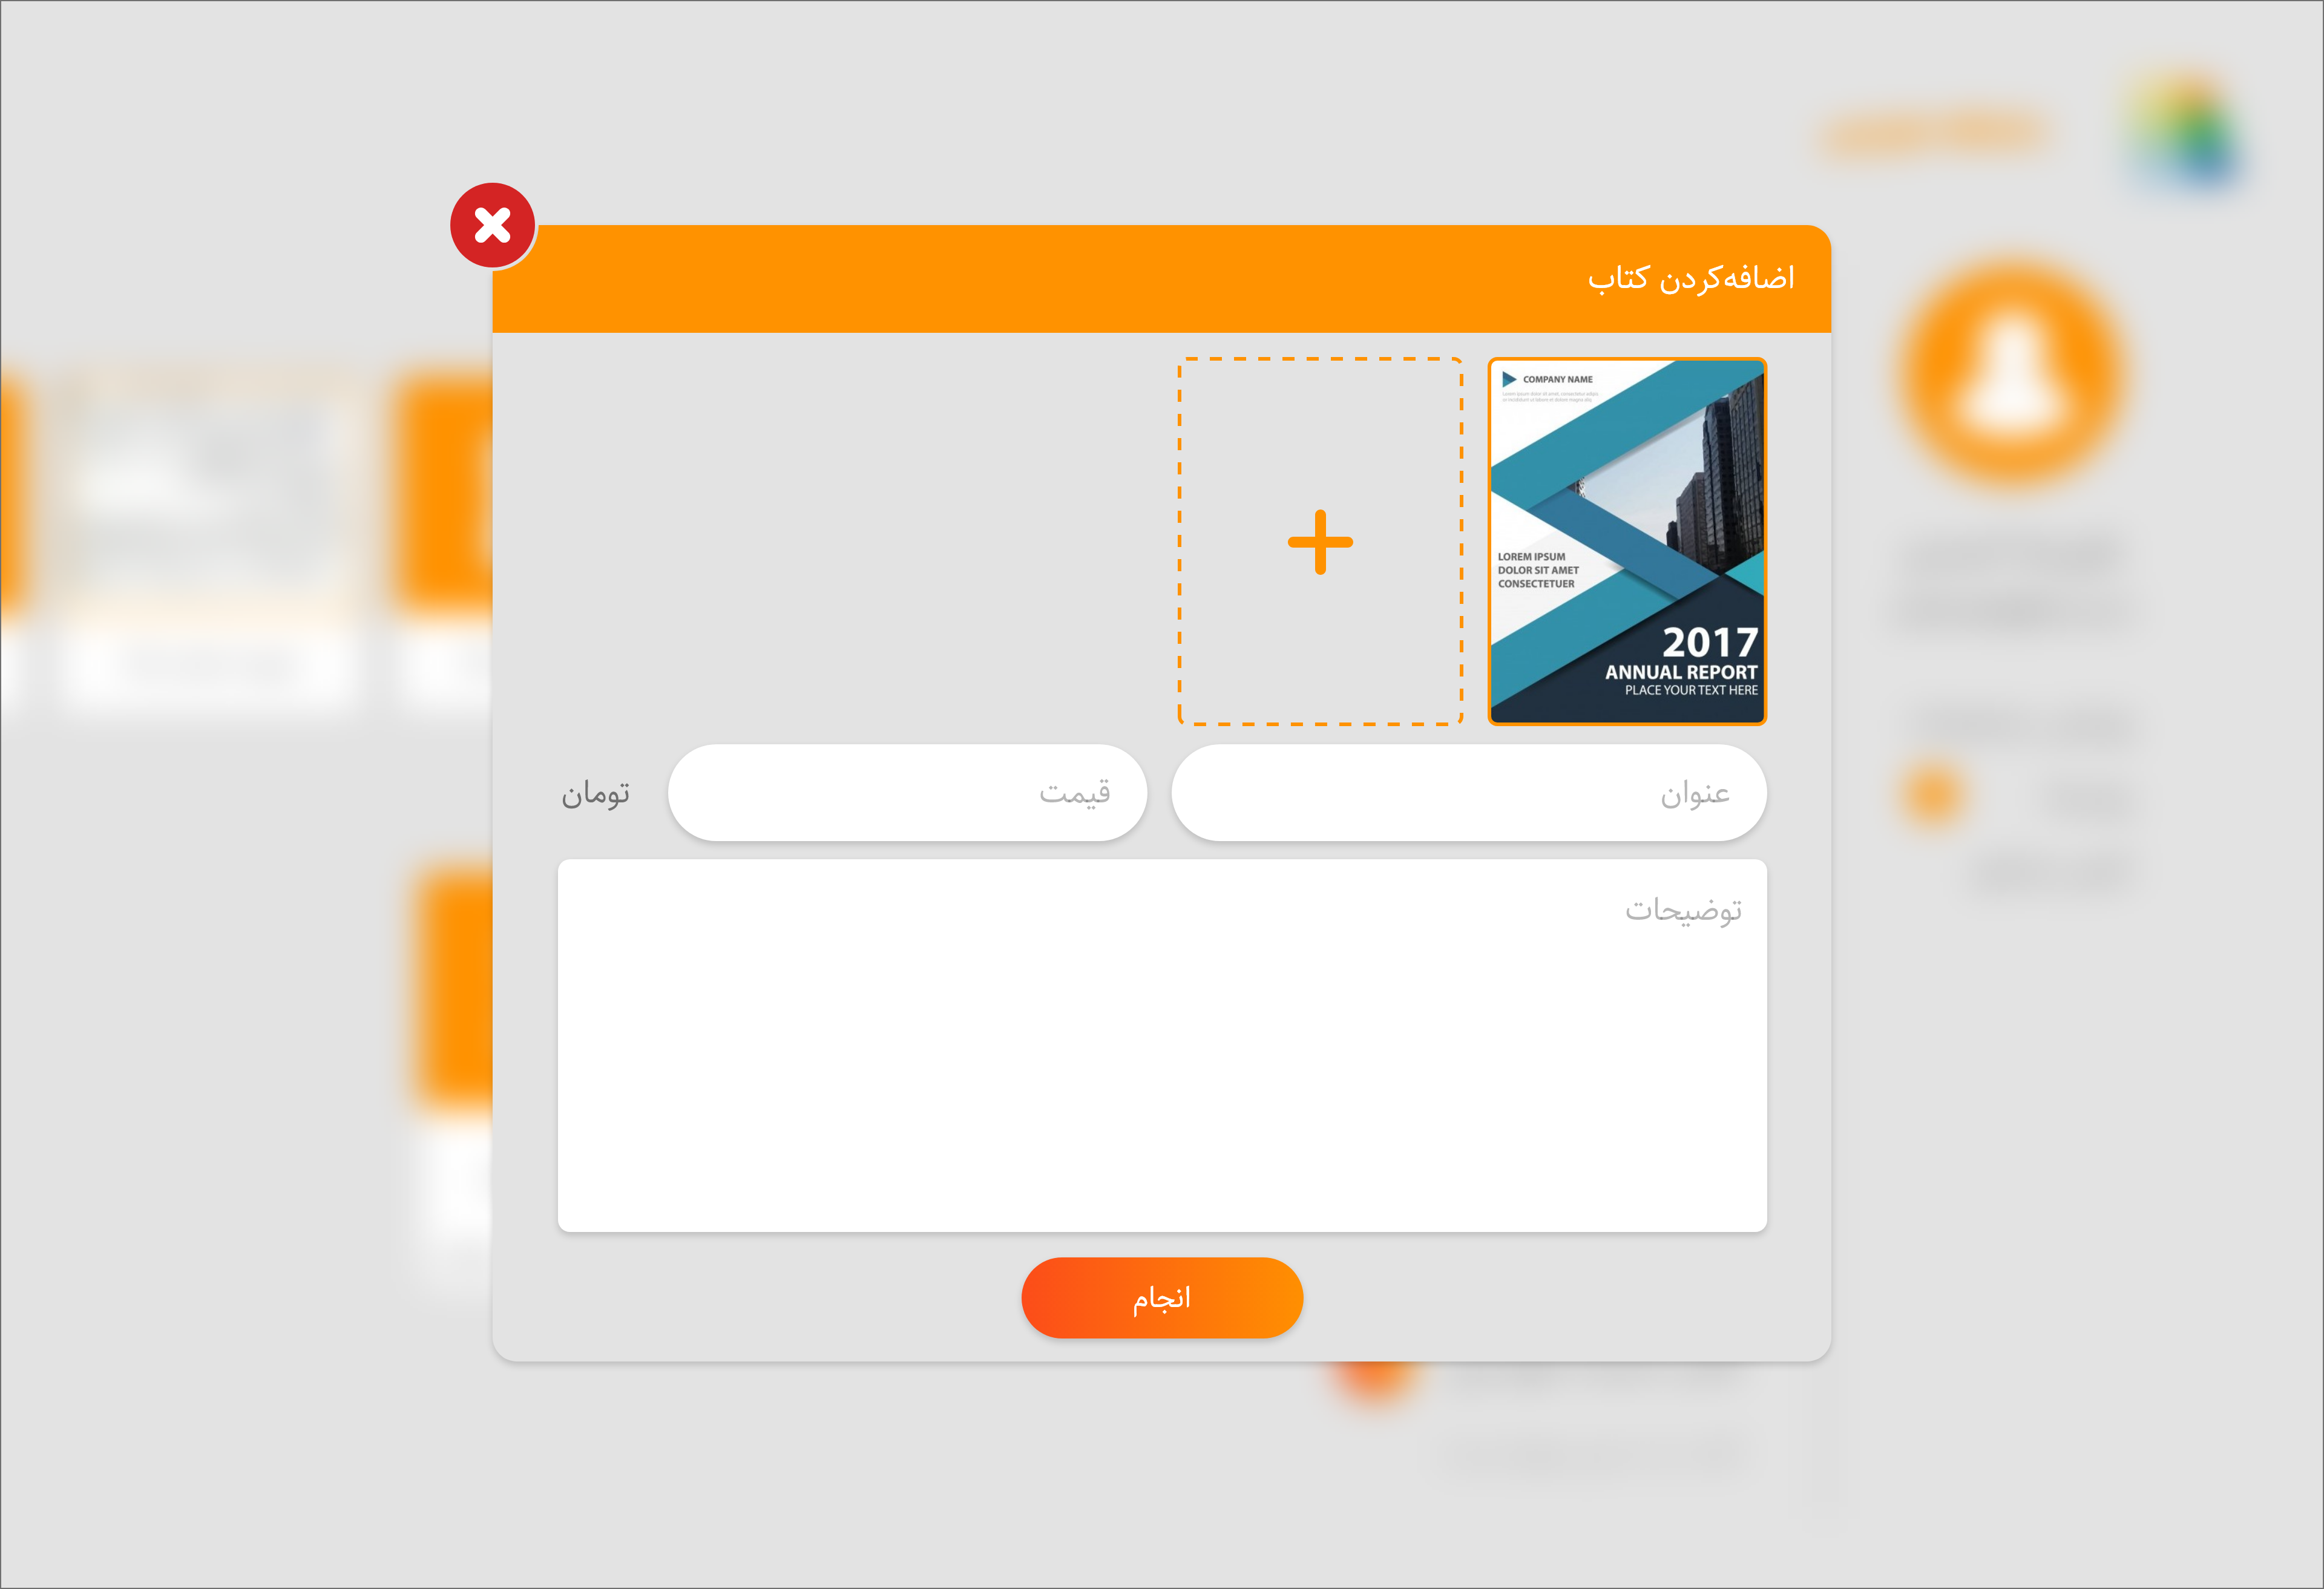 اضافه‌کردن کتاب
COMPANY NAME
LOREM IPSUM
DOLOR SIT AMET
CONSECTETUER
2017
ANNUAL REPORT
PLACE YOUR TEXT HERE
عنوان
قیمت
تومان
توضیحات
انجام